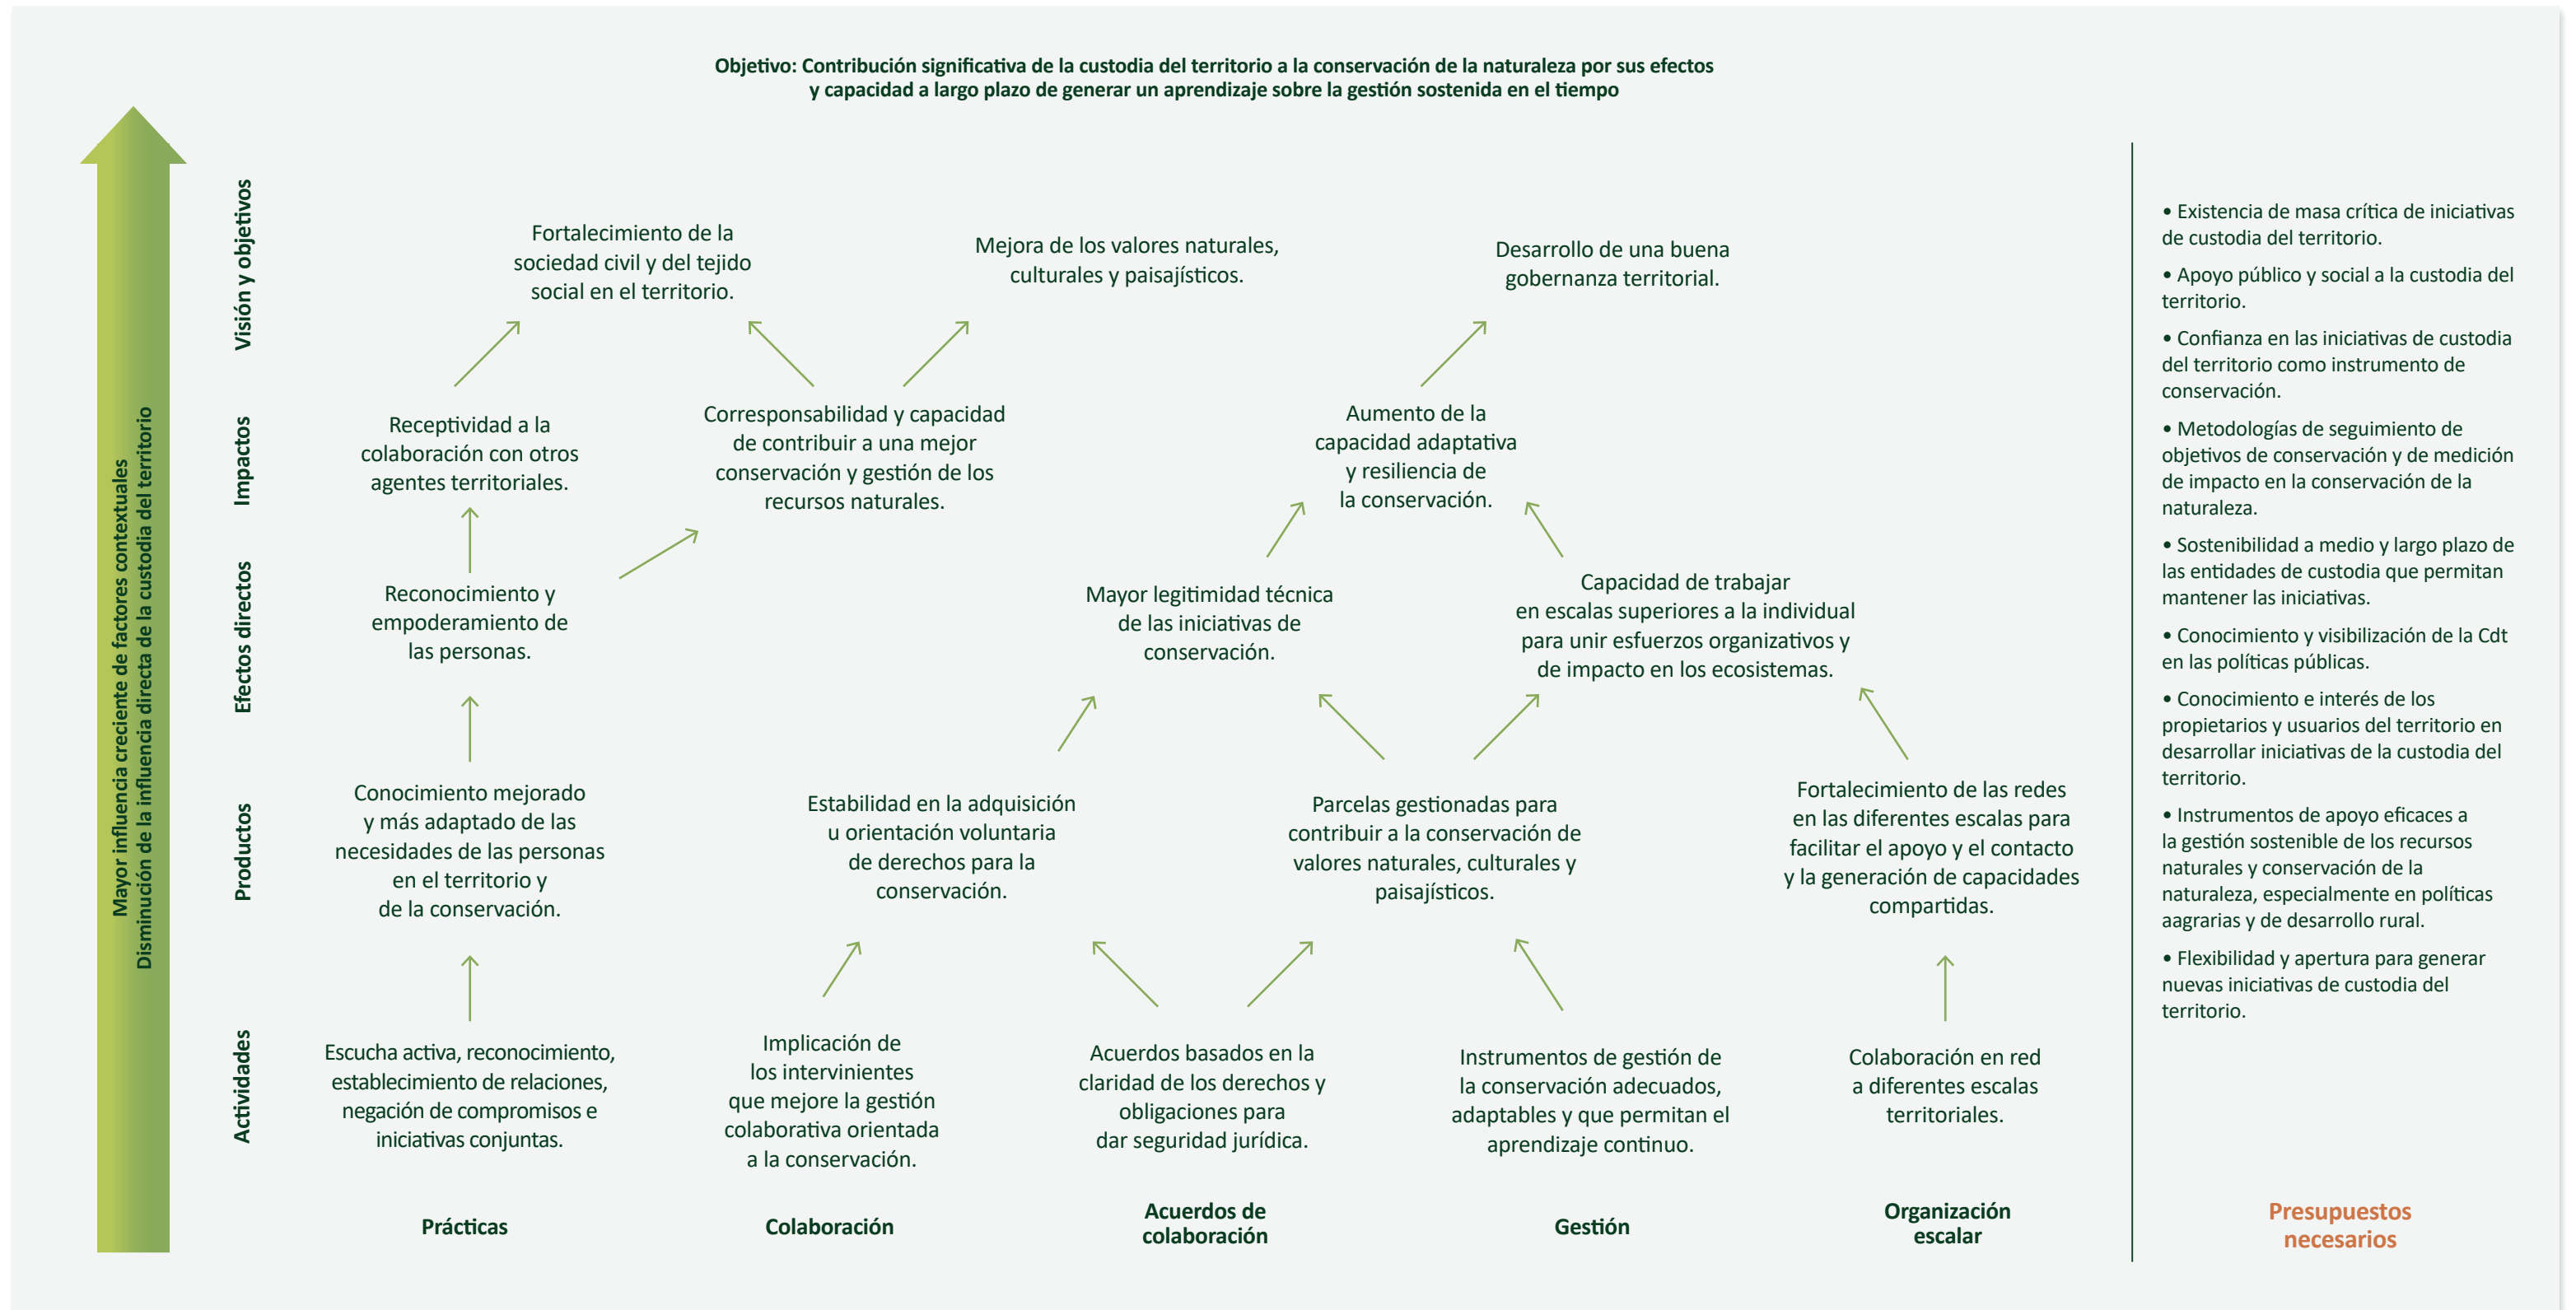 Objetivo: Contribución significativa de la custodia del territorio a la conservación de la naturaleza por sus efectos
y capacidad a largo plazo de generar un aprendizaje sobre la gestión sostenida en el tiempo
Mayor influencia creciente de factores contextuales
Disminución de la influencia directa de la custodia del territorio
Visión y objetivos
Fortalecimiento de la
sociedad civil y del tejido
social en el territorio.
Mejora de los valores naturales,
culturales y paisajísticos.
Desarrollo de una buena
gobernanza territorial.
Impactos
Receptividad a la
colaboración con otros
agentes territoriales.
Corresponsabilidad y capacidad
de contribuir a una mejor
conservación y gestión de los
recursos naturales.
Aumento de la
capacidad adaptativa
y resiliencia de
la conservación.
Efectos directos
Reconocimiento y
empoderamiento de
las personas.
Mayor legitimidad técnica
de las iniciativas de
conservación.
Capacidad de trabajar
en escalas superiores a la individual
para unir esfuerzos organizativos y
de impacto en los ecosistemas.
Productos
Conocimiento mejorado
y más adaptado de las
necesidades de las personas
en el territorio y
de la conservación.
Estabilidad en la adquisición
u orientación voluntaria
de derechos para la
conservación.
Parcelas gestionadas para
contribuir a la conservación de
valores naturales, culturales y
paisajísticos.
Fortalecimiento de las redes
en las diferentes escalas para
facilitar el apoyo y el contacto
y la generación de capacidades
compartidas.
Actividades
Escucha activa, reconocimiento,
establecimiento de relaciones,
negación de compromisos e
iniciativas conjuntas.
Implicación de
los intervinientes
que mejore la gestión
colaborativa orientada
a la conservación.
Acuerdos basados en la
claridad de los derechos y
obligaciones para
dar seguridad jurídica.
Instrumentos de gestión de
la conservación adecuados,
adaptables y que permitan el
aprendizaje continuo.
Colaboración en red
a diferentes escalas
territoriales.
Prácticas
Colaboración
Acuerdos de
colaboración
Gestión
Organización
escalar
• Existencia de masa crítica de iniciativas
de custodia del territorio.
• Apoyo público y social a la custodia del
territorio.
• Confianza en las iniciativas de custodia
del territorio como instrumento de
conservación.
• Metodologías de seguimiento de
objetivos de conservación y de medición
de impacto en la conservación de la
naturaleza.
• Sostenibilidad a medio y largo plazo de
las entidades de custodia que permitan
mantener las iniciativas.
• Conocimiento y visibilización de la Cdt
en las políticas públicas.
• Conocimiento e interés de los
propietarios y usuarios del territorio en
desarrollar iniciativas de la custodia del
territorio.
• Instrumentos de apoyo eficaces a
la gestión sostenible de los recursos
naturales y conservación de la
naturaleza, especialmente en políticas
aagrarias y de desarrollo rural.
• Flexibilidad y apertura para generar
nuevas iniciativas de custodia del
territorio.
Presupuestos
necesarios